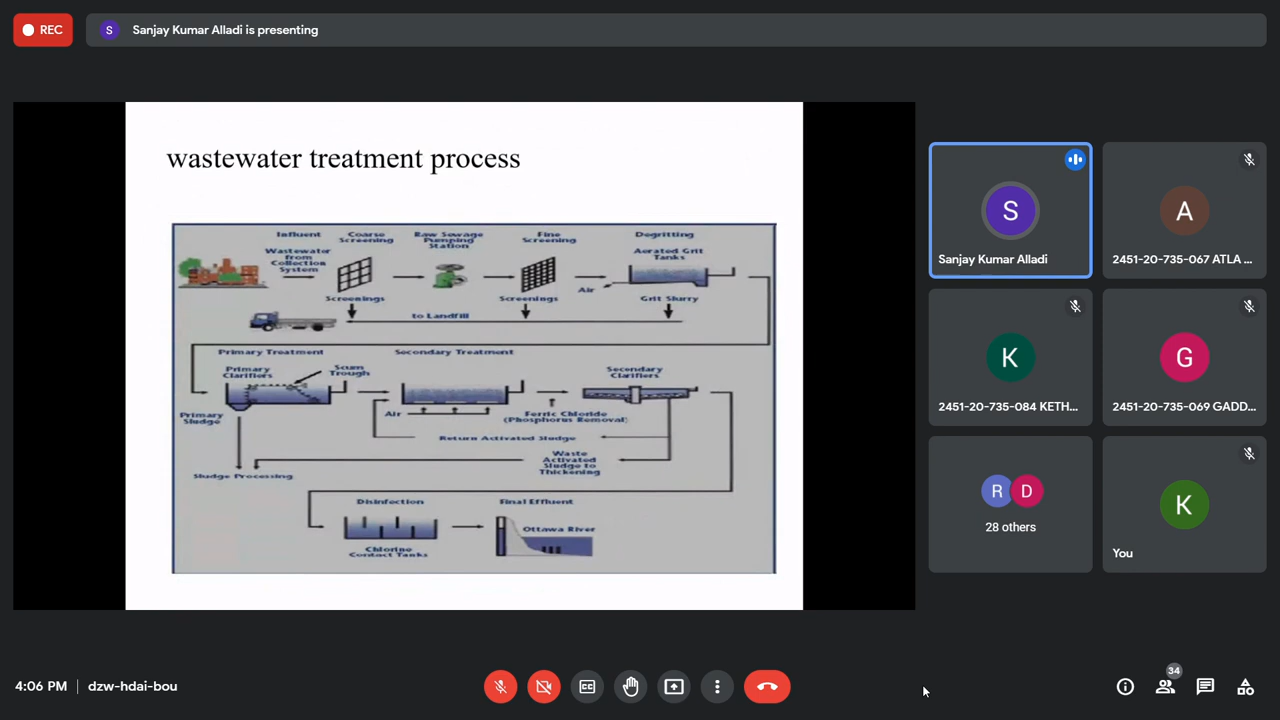 REC
S
Sanjay Kumar Alladi is presenting
wastewater treatment process
Influent
Wastewater
from
Collection
System
Coarse
Screening
Raw Sewage
Pumping
Station
Fine
Screening
Degritting
Aerated Grit
Tanks
Air
Screenings
Screenings
Grit Slurry
to Landfill
Primary Treatment
Secondary Treatment
Primary
Clarifiers
Scum
Trough
Secondary
Clarifiers
Primary
Sludge
Air
Ferric Chloride
(Phosphorus Removal)
Return Activated Sludge
Waste
Activated
Sludge to
Thickening
Sludge Processing
Disinfection
Final Effluent
Ottawa River
Chlorine
Contact Tanks
S
Sanjay Kumar Alladi
A
2451-20-735-067 ATLA ...
K
2451-20-735-084 KETH...
G
2451-20-735-069 GADD...
R D
28 others
K
You
4:06 PM
dzw-hdai-bou
34